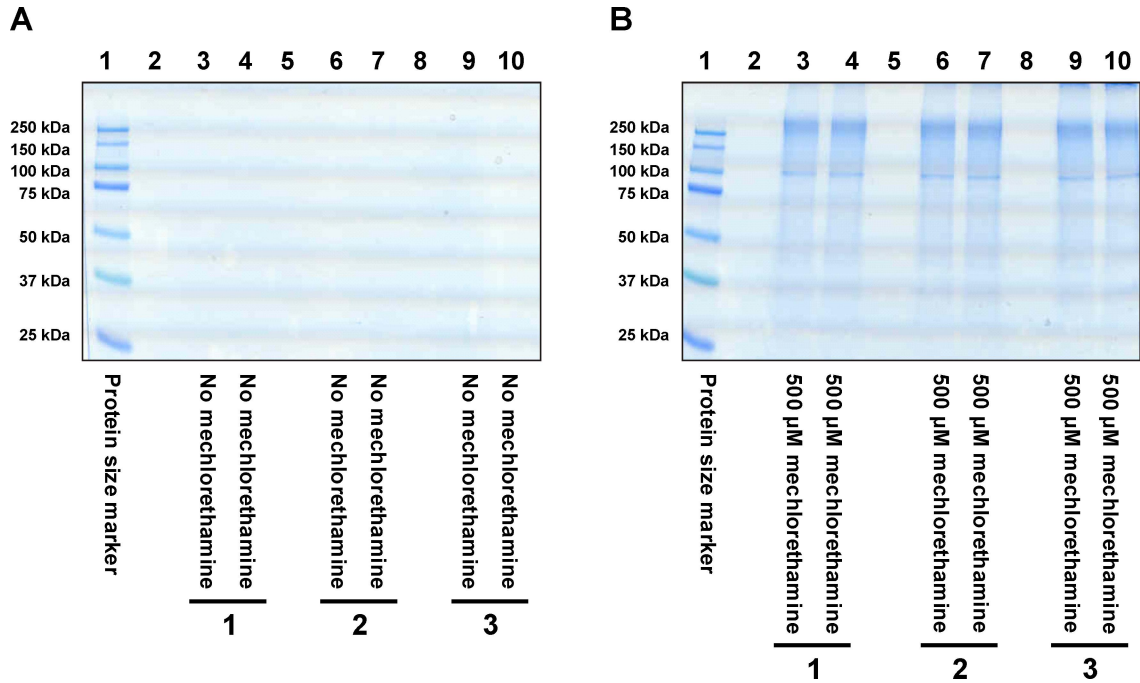 A
1 2 3 4 5 6 7 8 9 10
250 kDa
150 kDa
100 kDa
75 kDa
50 kDa
37 kDa
25 kDa
Protein size marker
No mechlorethamine
No mechlorethamine
No mechlorethamine
No mechlorethamine
No mechlorethamine
No mechlorethamine
1 2 3
B
1 2 3 4 5 6 7 8 9 10
250 kDa
150 kDa
100 kDa
75 kDa
50 kDa
37 kDa
25 kDa
Protein size marker
500 µM mechlorethamine
500 µM mechlorethamine
500 µM mechlorethamine
500 µM mechlorethamine
500 µM mechlorethamine
500 µM mechlorethamine
1 2 3